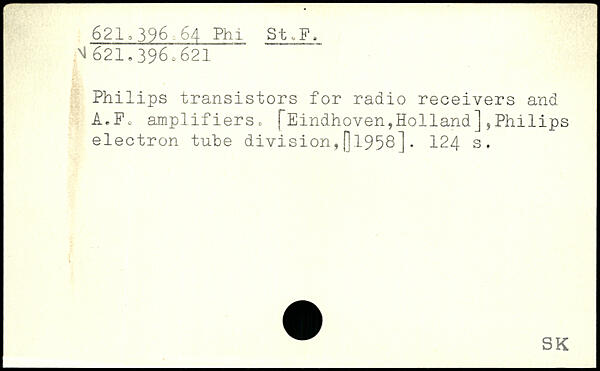 621.396.64 Phi St.F.
N 621.396.621
Philips transistors for radio receivers and
A.F. amplifiers. [Eindhoven,Holland],Philips
electron tube division,[1958]. 124 s.
SK